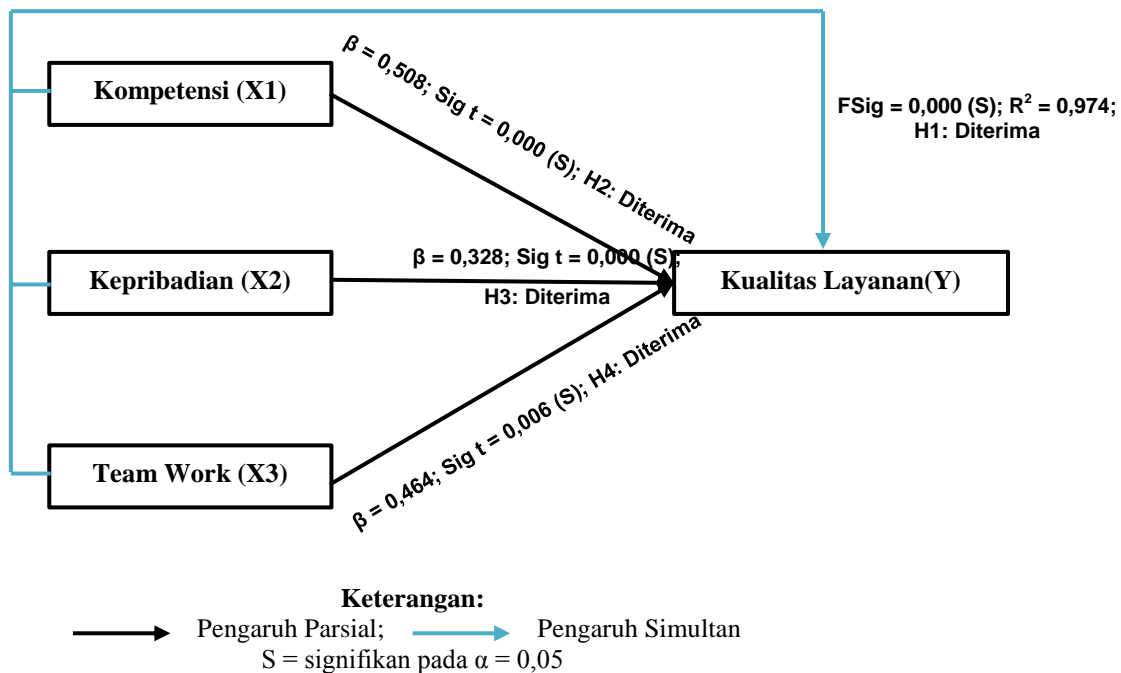 Kompetensi (X1)
β = 0,508; Sig t = 0,000 (S); H2: Diterima
FSig = 0,000 (S); R² = 0,974;
H1: Diterima
Kepribadian (X2)
β = 0,328; Sig t = 0,000 (S);
H3: Diterima
Kualitas Layanan(Y)
Team Work (X3)
β = 0,464; Sig t = 0,006 (S); H4: Diterima
Keterangan:
Pengaruh Parsial; Pengaruh Simultan
S = signifikan pada α = 0,05